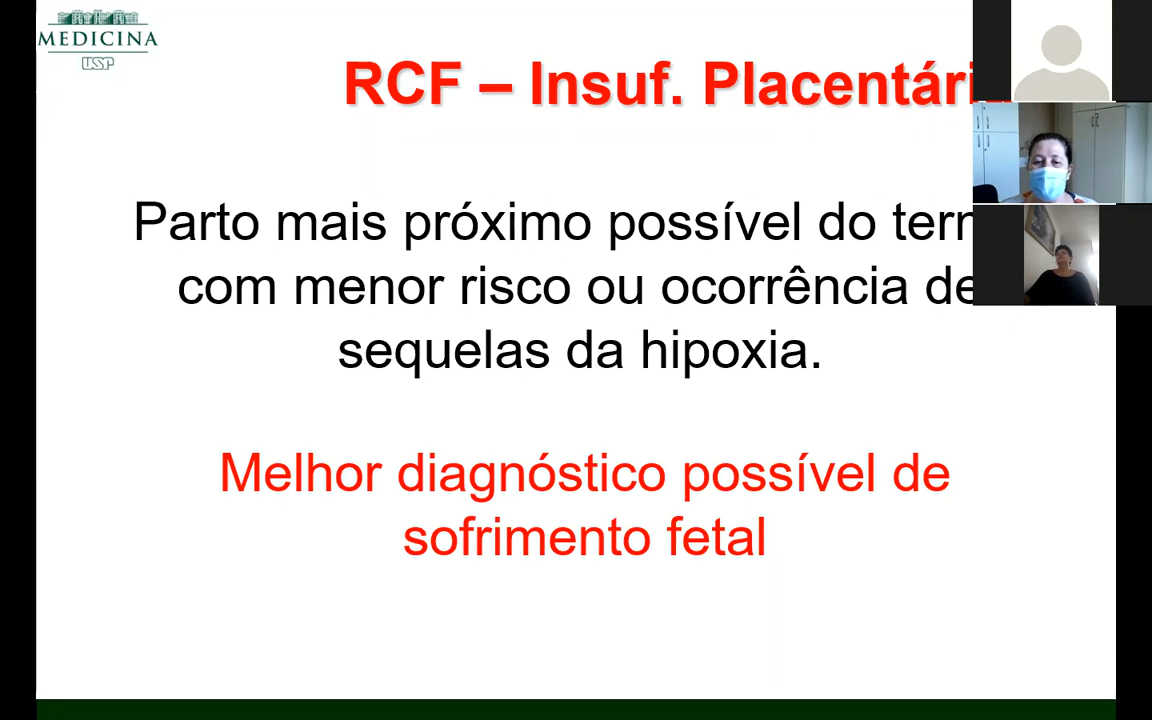 MEDICINA
USP
RCF – Insuf. Placentári
Parto mais próximo possível do
com menor risco ou ocorrência de
sequelas da hipoxia.
Melhor diagnóstico possível de
sofrimento fetal